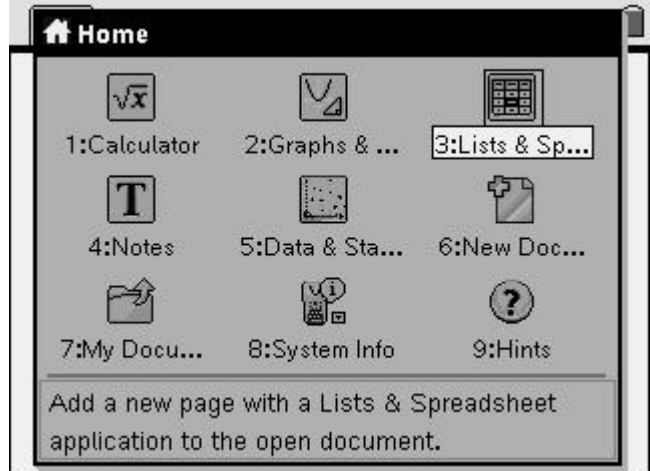 Home
1:Calculator 2:Graphs & ... 3:Lists & Sp...
4:Notes 5:Data & Sta... 6:New Doc...
7:My Docu... 8:System Info 9:Hints
Add a new page with a Lists & Spreadsheet
application to the open document.